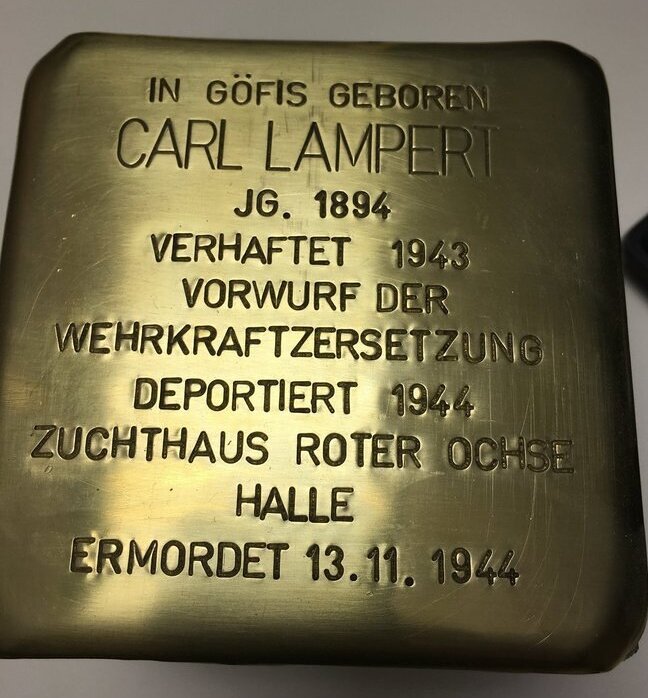 IN GÖFIS GEBOREN
CARL LAMPERT
JG. 1894
VERHAFTET 1943
VORWURF DER
WEHRKRAFTZERSETZUNG
DEPORTIERT 1944
ZUCHTHAUS ROTER OCHSE
HALLE
ERMORDET 13.11. 1944